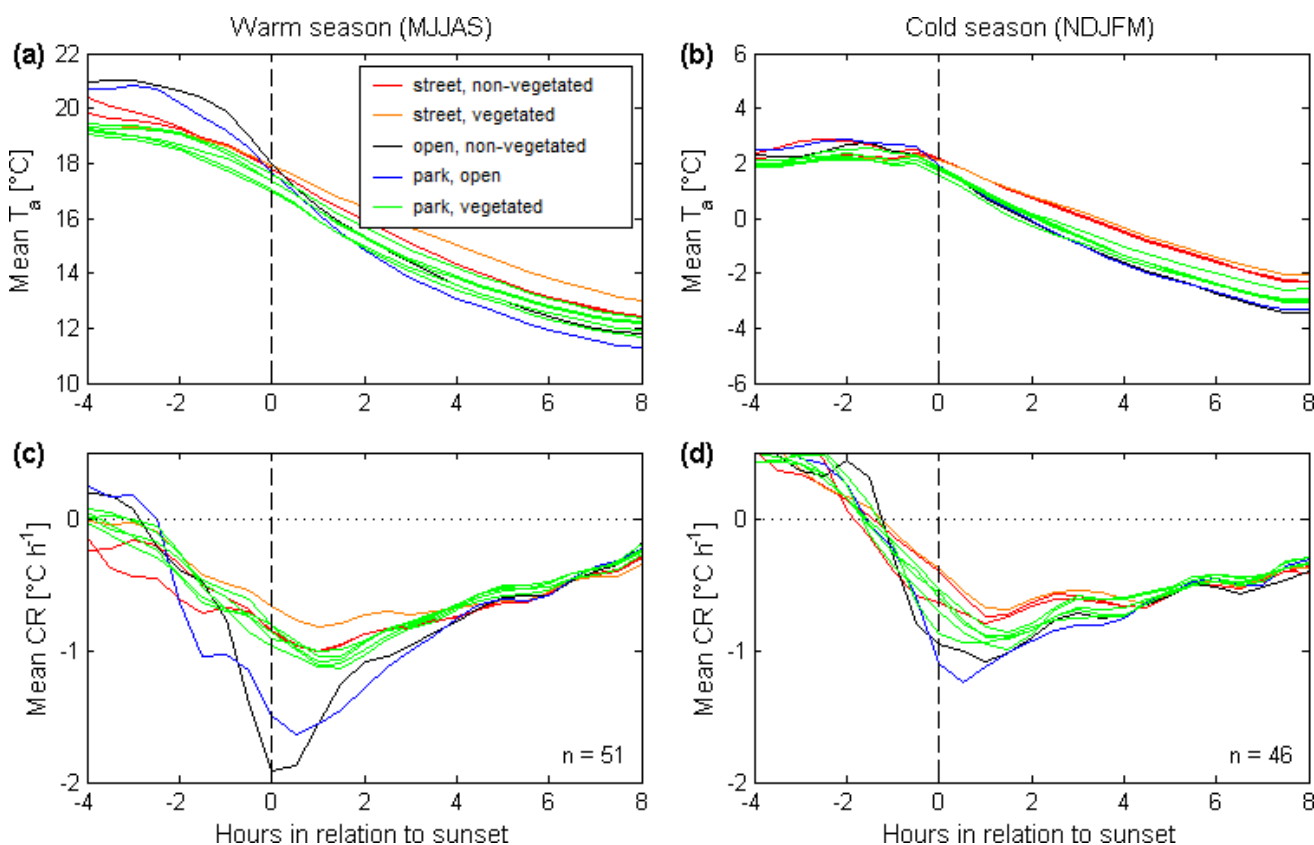 Warm season (MJJAS)
Cold season (NDJFM)
(a)
22
20
18
16
14
12
10
Mean Ta [°C]
-4 -2 0 2 4 6 8
street, non-vegetated
street, vegetated
open, non-vegetated
park, open
park, vegetated
(b)
6
4
2
0
-2
-4
-6
Mean Ta [°C]
-4 -2 0 2 4 6 8
(c)
0
-1
-2
Mean CR [°C h-1]
n = 51
-4 -2 0 2 4 6 8
Hours in relation to sunset
(d)
0
-1
-2
Mean CR [°C h-1]
n = 46
-4 -2 0 2 4 6 8
Hours in relation to sunset